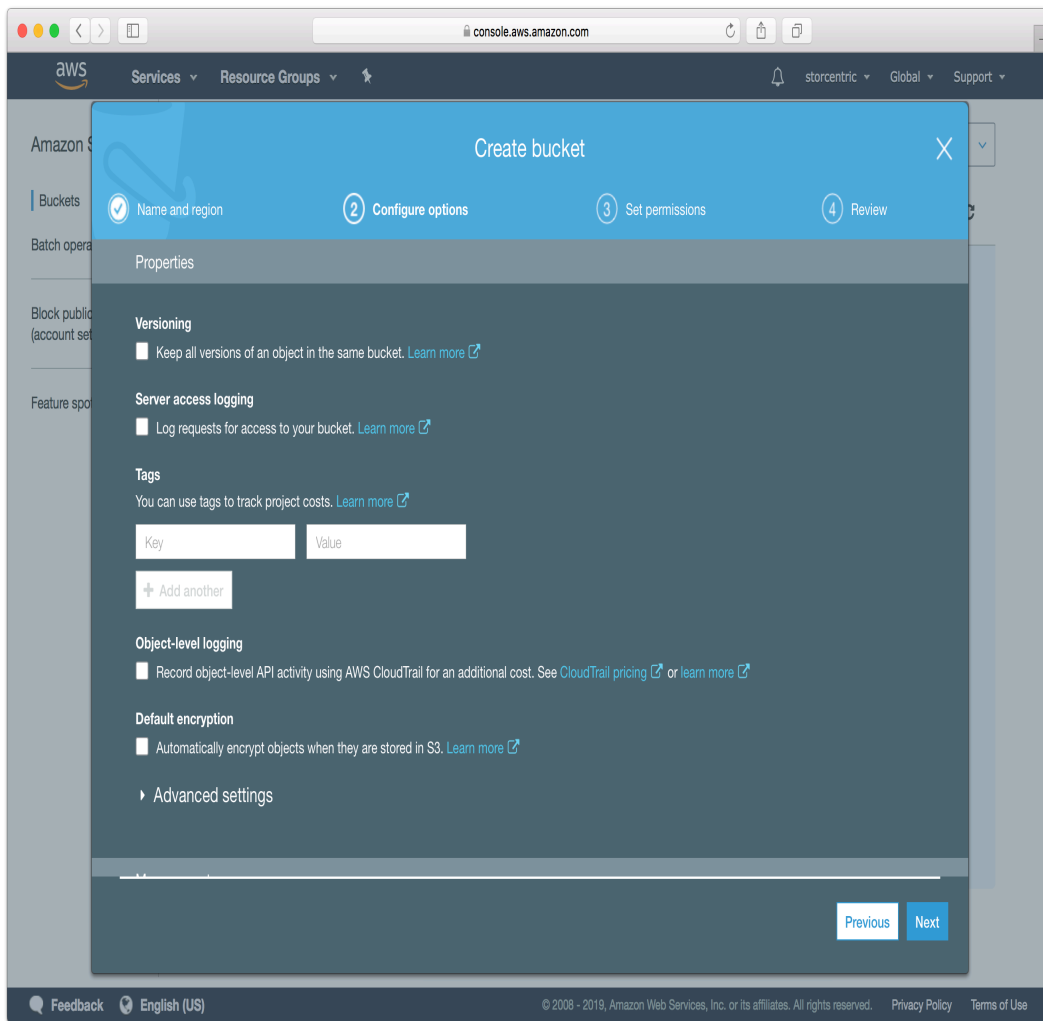 console.aws.amazon.com
aws Services Resource Groups storcentric Global Support
Amazon S
Create bucket
Buckets
Name and region 2 Configure options 3 Set permissions 4 Review
Batch opera
Properties
Block public
(account set
Versioning
Keep all versions of an object in the same bucket. Learn more
Feature spo
Server access logging
Log requests for access to your bucket. Learn more
Tags
You can use tags to track project costs. Learn more
Key Value
+ Add another
Object-level logging
Record object-level API activity using AWS CloudTrail for an additional cost. See CloudTrail pricing or learn more
Default encryption
Automatically encrypt objects when they are stored in S3. Learn more
Advanced settings
Previous Next
Feedback English (US) © 2008 - 2019, Amazon Web Services, Inc. or its affiliates. All rights reserved. Privacy Policy Terms of Use